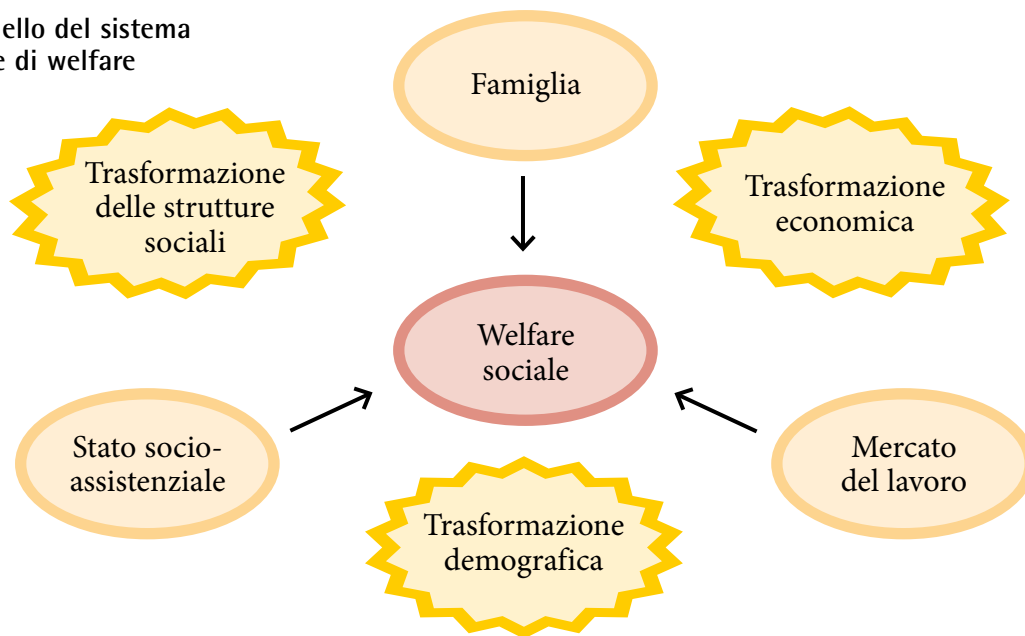 ello del sistema
e di welfare
Famiglia
Trasformazione
delle strutture
sociali
Trasformazione
economica
Welfare
sociale
Stato socio-
assistenziale
Mercato
del lavoro
Trasformazione
demografica